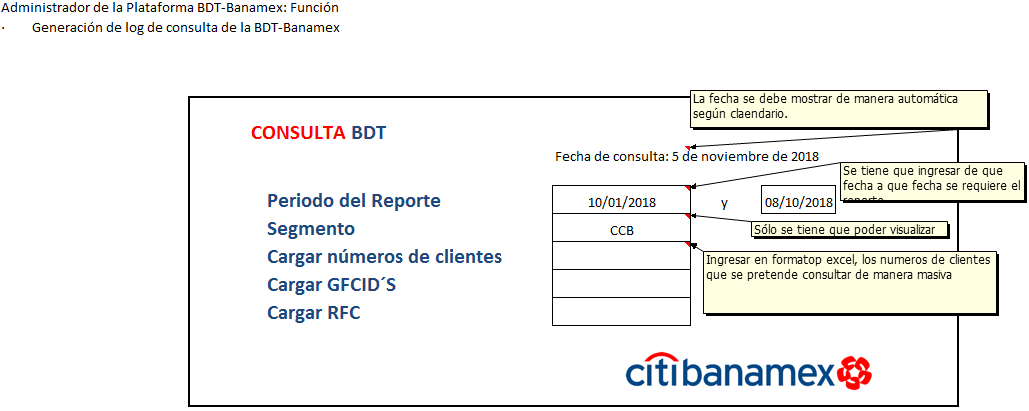 Administrador de la Plataforma BDT-Banamex: Función
· Generación de log de consulta de la BDT-Banamex
La fecha se debe mostrar de manera automática
según claendario.
CONSULTA BDT
Fecha de consulta: 5 de noviembre de 2018
Se tiene que ingresar de que
fecha a que fecha se requiere el
reporte
Periodo del Reporte 10/01/2018 y 08/10/2018
Segmento CCB
Sólo se tiene que poder visualizar
Cargar números de clientes
Ingresar en formatop excel, los numeros de clientes
que se pretende consultar de manera masiva
Cargar GFCID´S
Cargar RFC
citibanamex